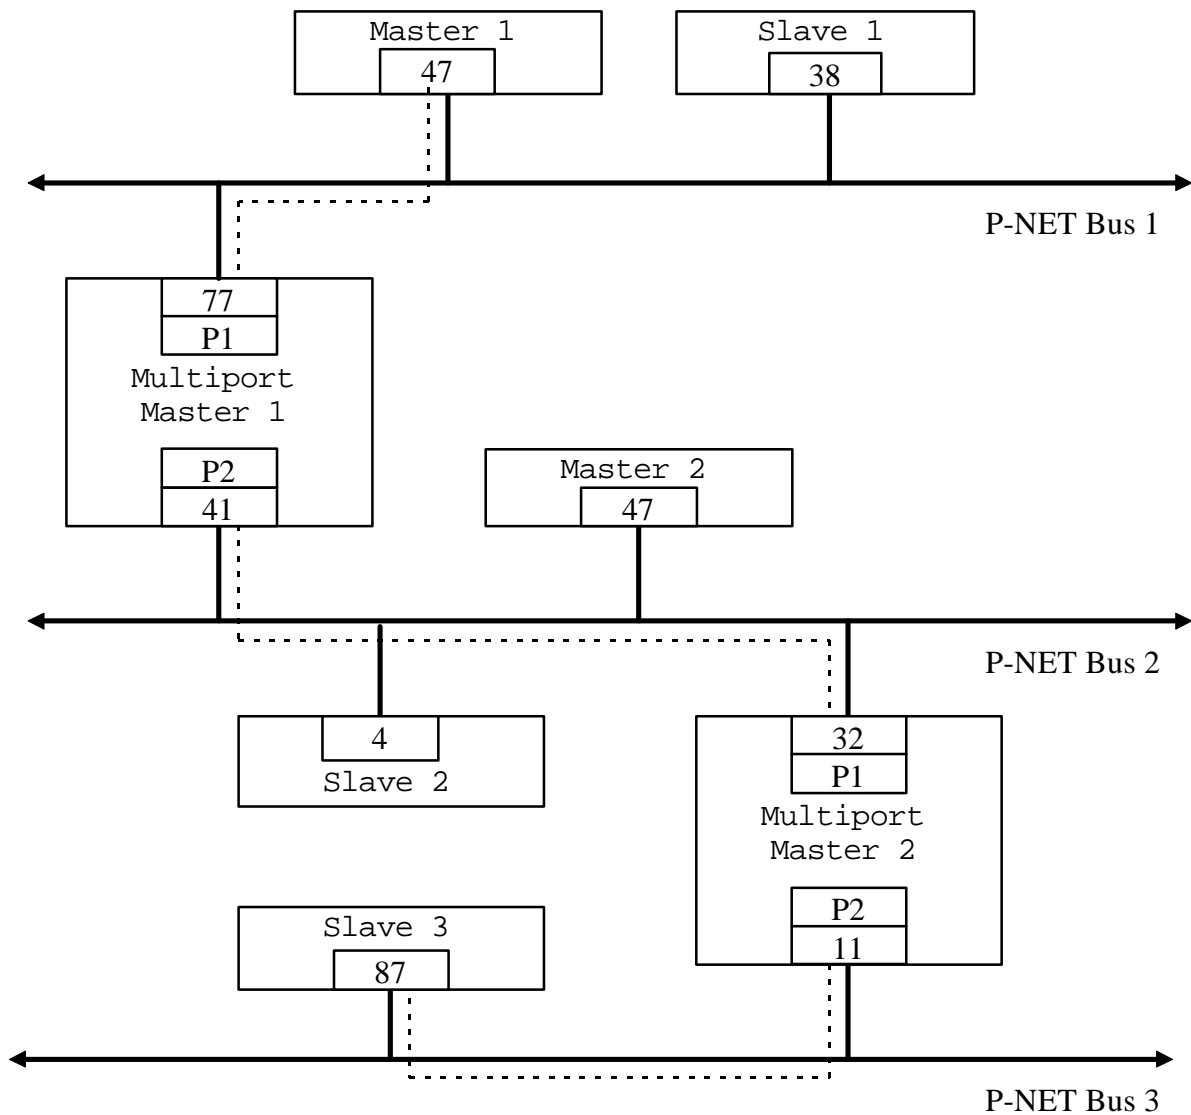 Master 1
47
Slave 1
38
P-NET Bus 1
77
P1
Multiport
Master 1
P2
41
Master 2
47
P-NET Bus 2
4
Slave 2
32
P1
Multiport
Master 2
P2
11
Slave 3
87
P-NET Bus 3